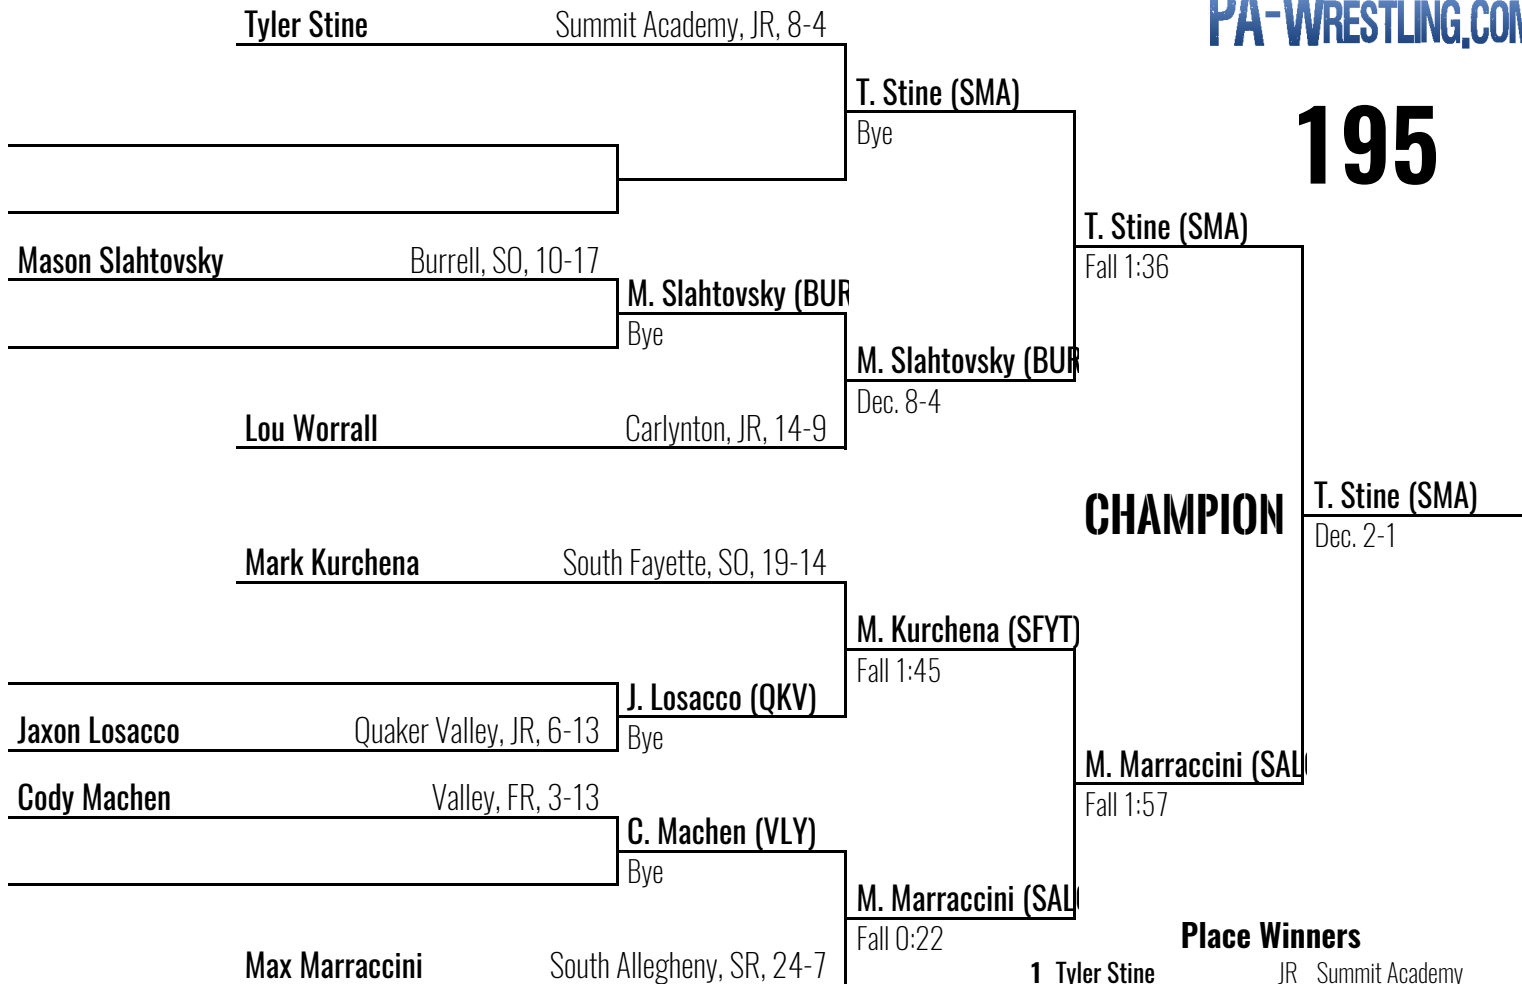 Tyler Stine Summit Academy, JR, 8-4
PA-WRESTLING.COM
T. Stine (SMA)
Bye
195
T. Stine (SMA)
Fall 1:36
Mason Slahtovsky Burrell, SO, 10-17
M. Slahtovsky (BUR
Bye
M. Slahtovsky (BUR
Dec. 8-4
Lou Worrall Carlynton, JR, 14-9
CHAMPION
T. Stine (SMA)
Dec. 2-1
Mark Kurchena South Fayette, SO, 19-14
M. Kurchena (SFYT)
Fall 1:45
J. Losacco (QKV)
Jaxon Losacco Quaker Valley, JR, 6-13
Bye
M. Marraccini (SAL
Fall 1:57
Cody Machen Valley, FR, 3-13
C. Machen (VLY)
Bye
M. Marraccini (SAL
Fall 0:22
Max Marraccini South Allegheny, SR, 24-7
Place Winners
1 Tyler Stine JR Summit Academy